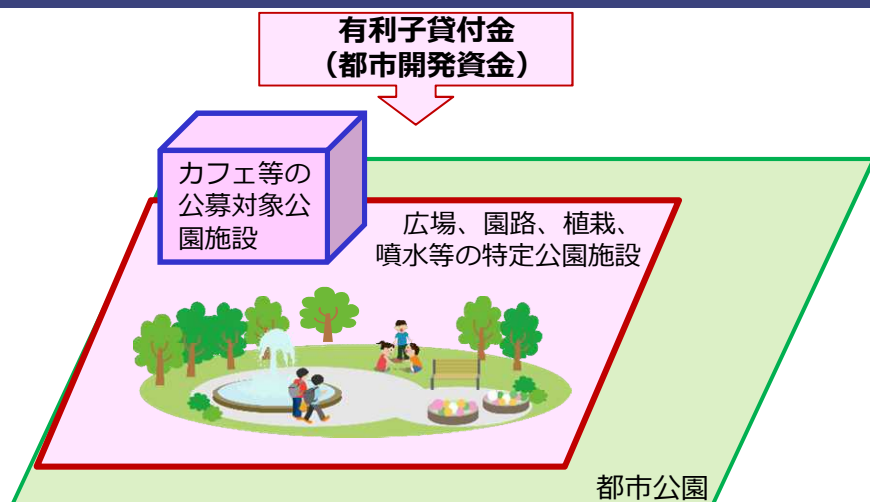 有利子貸付金
（都市開発資金）
カフェ等の
公募対象公
園施設
広場、園路、植栽、
噴水等の特定公園施設
都市公園